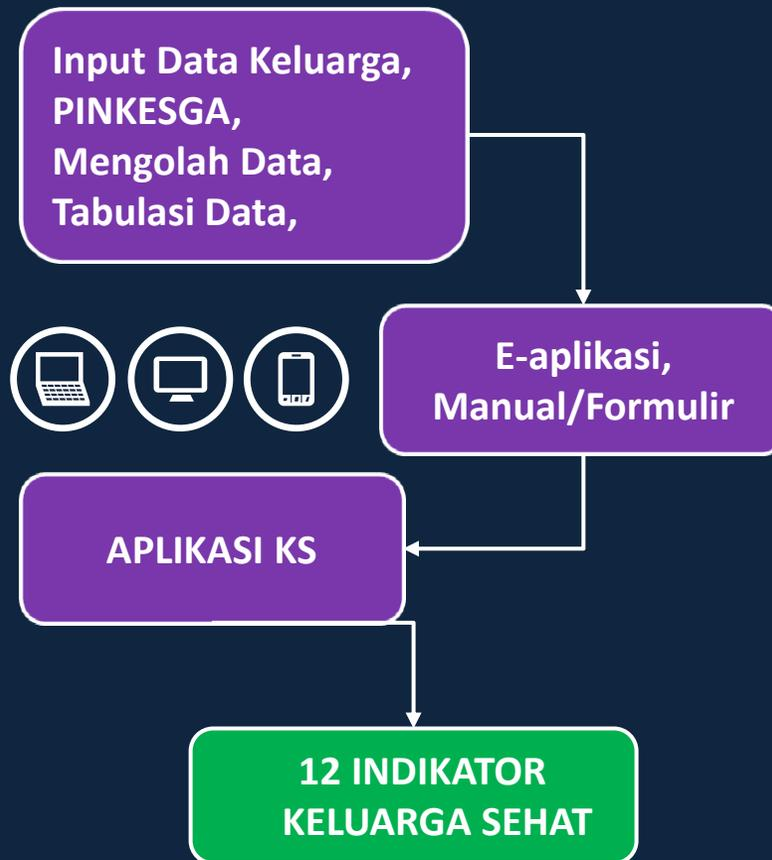 Input Data Keluarga,
PINKESGA,
Mengolah Data,
Tabulasi Data,
E-aplikasi,
Manual/Formulir
APLIKASI KS
12 INDIKATOR
KELUARGA SEHAT